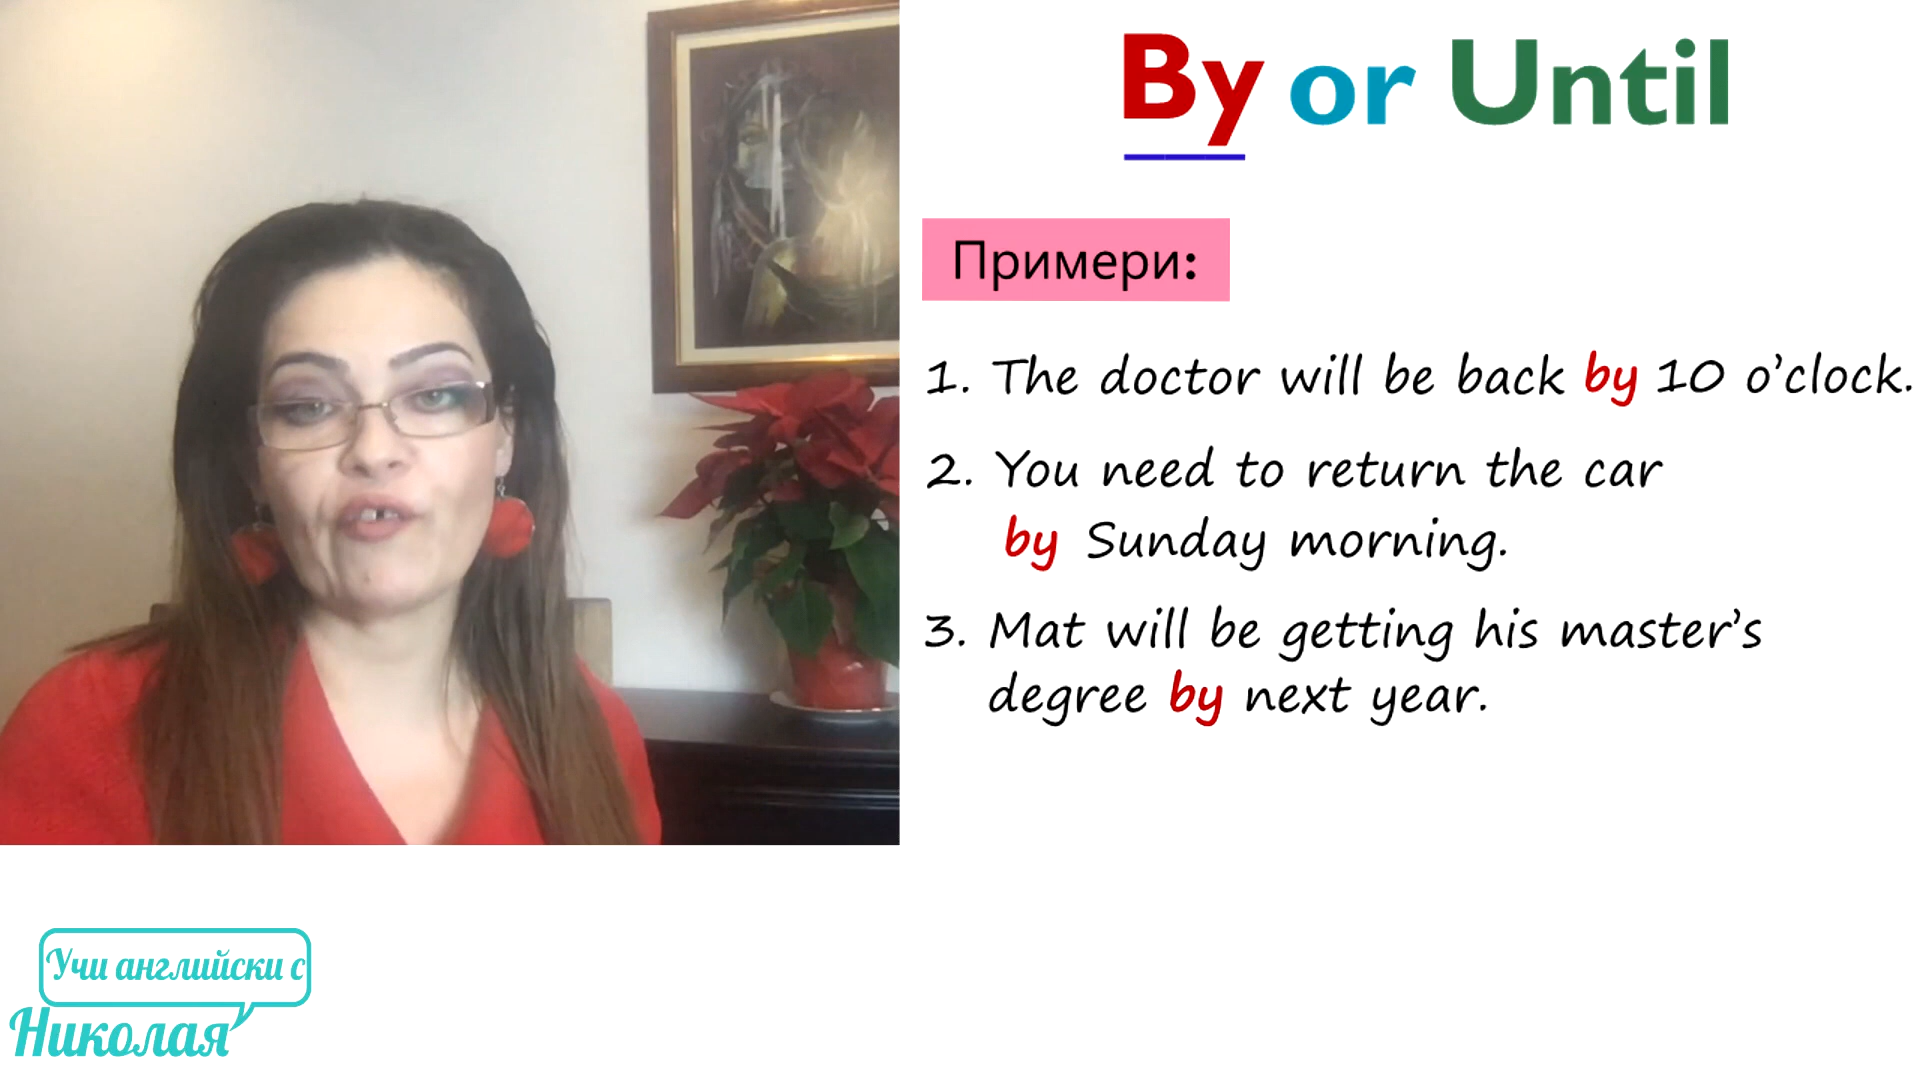 By or Until
Примери:
1. The doctor will be back by 10 o’clock.
2. You need to return the car
by Sunday morning.
3. Mat will be getting his master’s
degree by next year.
Учи английски с
Николая